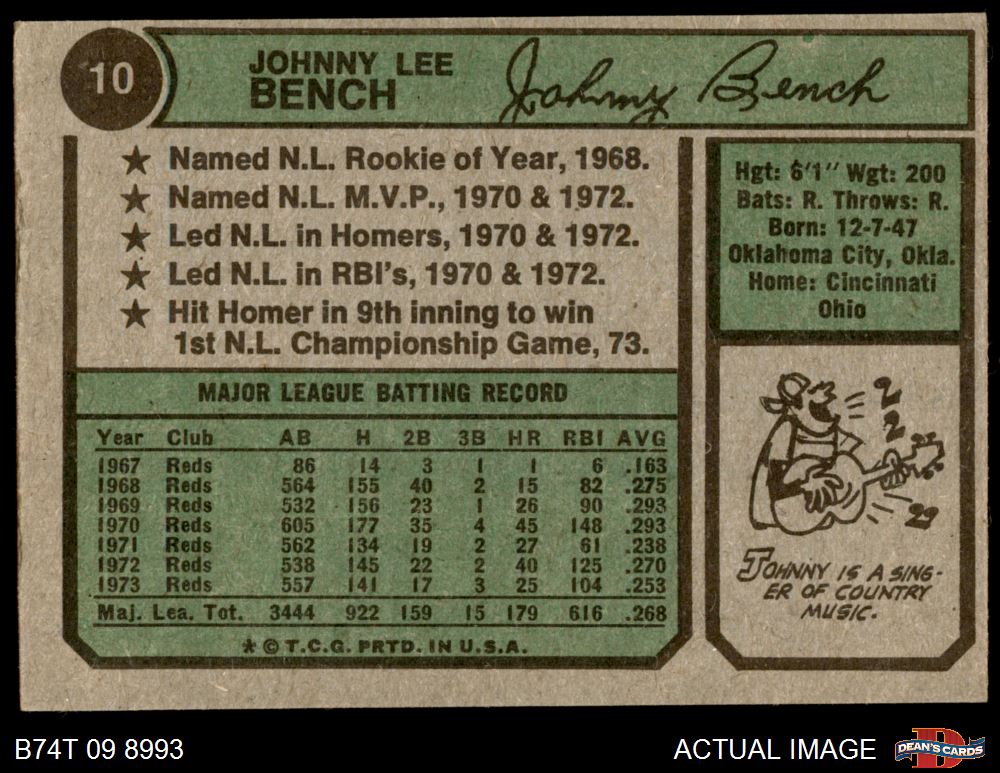 10
JOHNNY LEE
BENCH
Johnny Bench
★ Named N.L. Rookie of Year, 1968.
★ Named N.L. M.V.P., 1970 & 1972.
★ Led N.L. in Homers, 1970 & 1972.
★ Led N.L. in RBI's, 1970 & 1972.
★ Hit Homer in 9th inning to win
1st N.L. Championship Game, 73.
Hgt: 6'1" Wgt: 200
Bats: R. Throws: R.
Born: 12-7-47
Oklahoma City, Okla.
Home: Cincinnati
Ohio
MAJOR LEAGUE BATTING RECORD
Year Club AB H 2B 3B HR RBI AVG
1967 Reds 86 14 3 1 1 6 .163
1968 Reds 564 155 40 2 15 82 .275
1969 Reds 532 156 23 1 26 90 .293
1970 Reds 605 177 35 4 45 148 .293
1971 Reds 562 134 19 2 27 61 .238
1972 Reds 538 145 22 2 40 125 .270
1973 Reds 557 141 17 3 25 104 .253
Maj. Lea. Tot. 3444 922 159 15 179 616 .268
* © T.C.G. PRTD. IN U.S.A.
JOHNNY IS A SING-
ER OF COUNTRY
MUSIC.
B74T 09 8993
ACTUAL IMAGE
D
DEAN'S CARDS